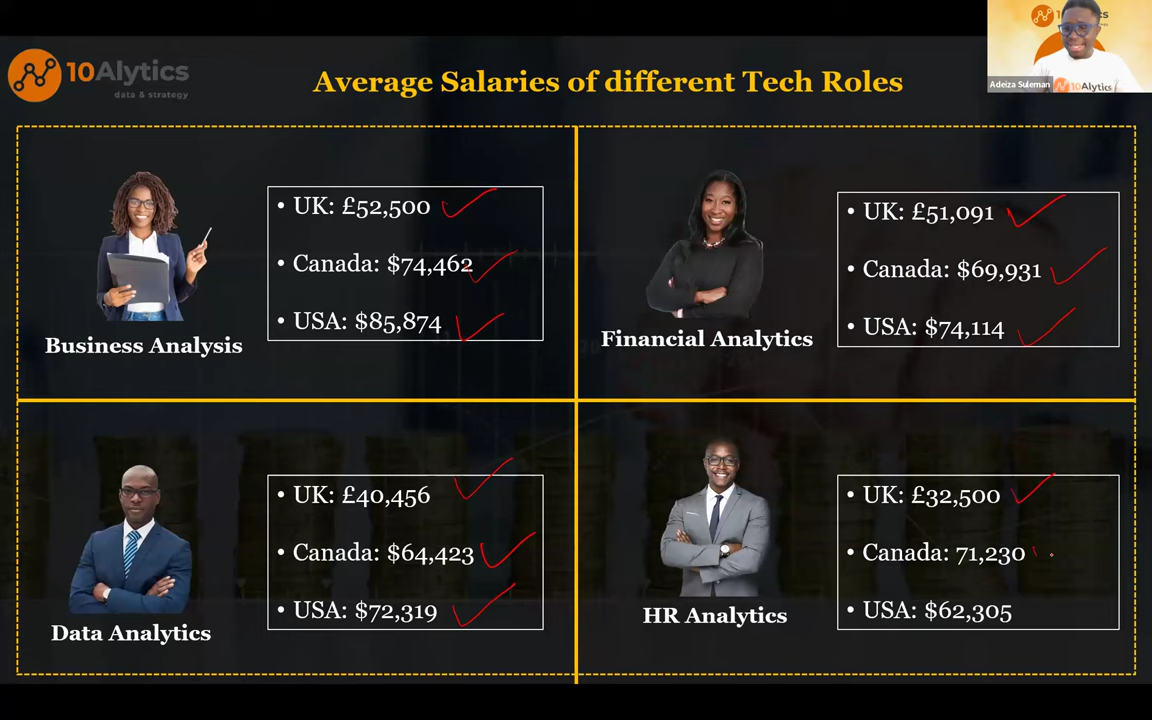 10Alytics
data & strategy
Average Salaries of different Tech Roles
Adeiza Suleman
10Alytics
• UK: £52,500
• Canada: $74,462
• USA: $85,874
Business Analysis
• UK: £51,091
• Canada: $69,931
• USA: $74,114
Financial Analytics
• UK: £40,456
• Canada: $64,423
• USA: $72,319
Data Analytics
• UK: £32,500
• Canada: 71,230
• USA: $62,305
HR Analytics